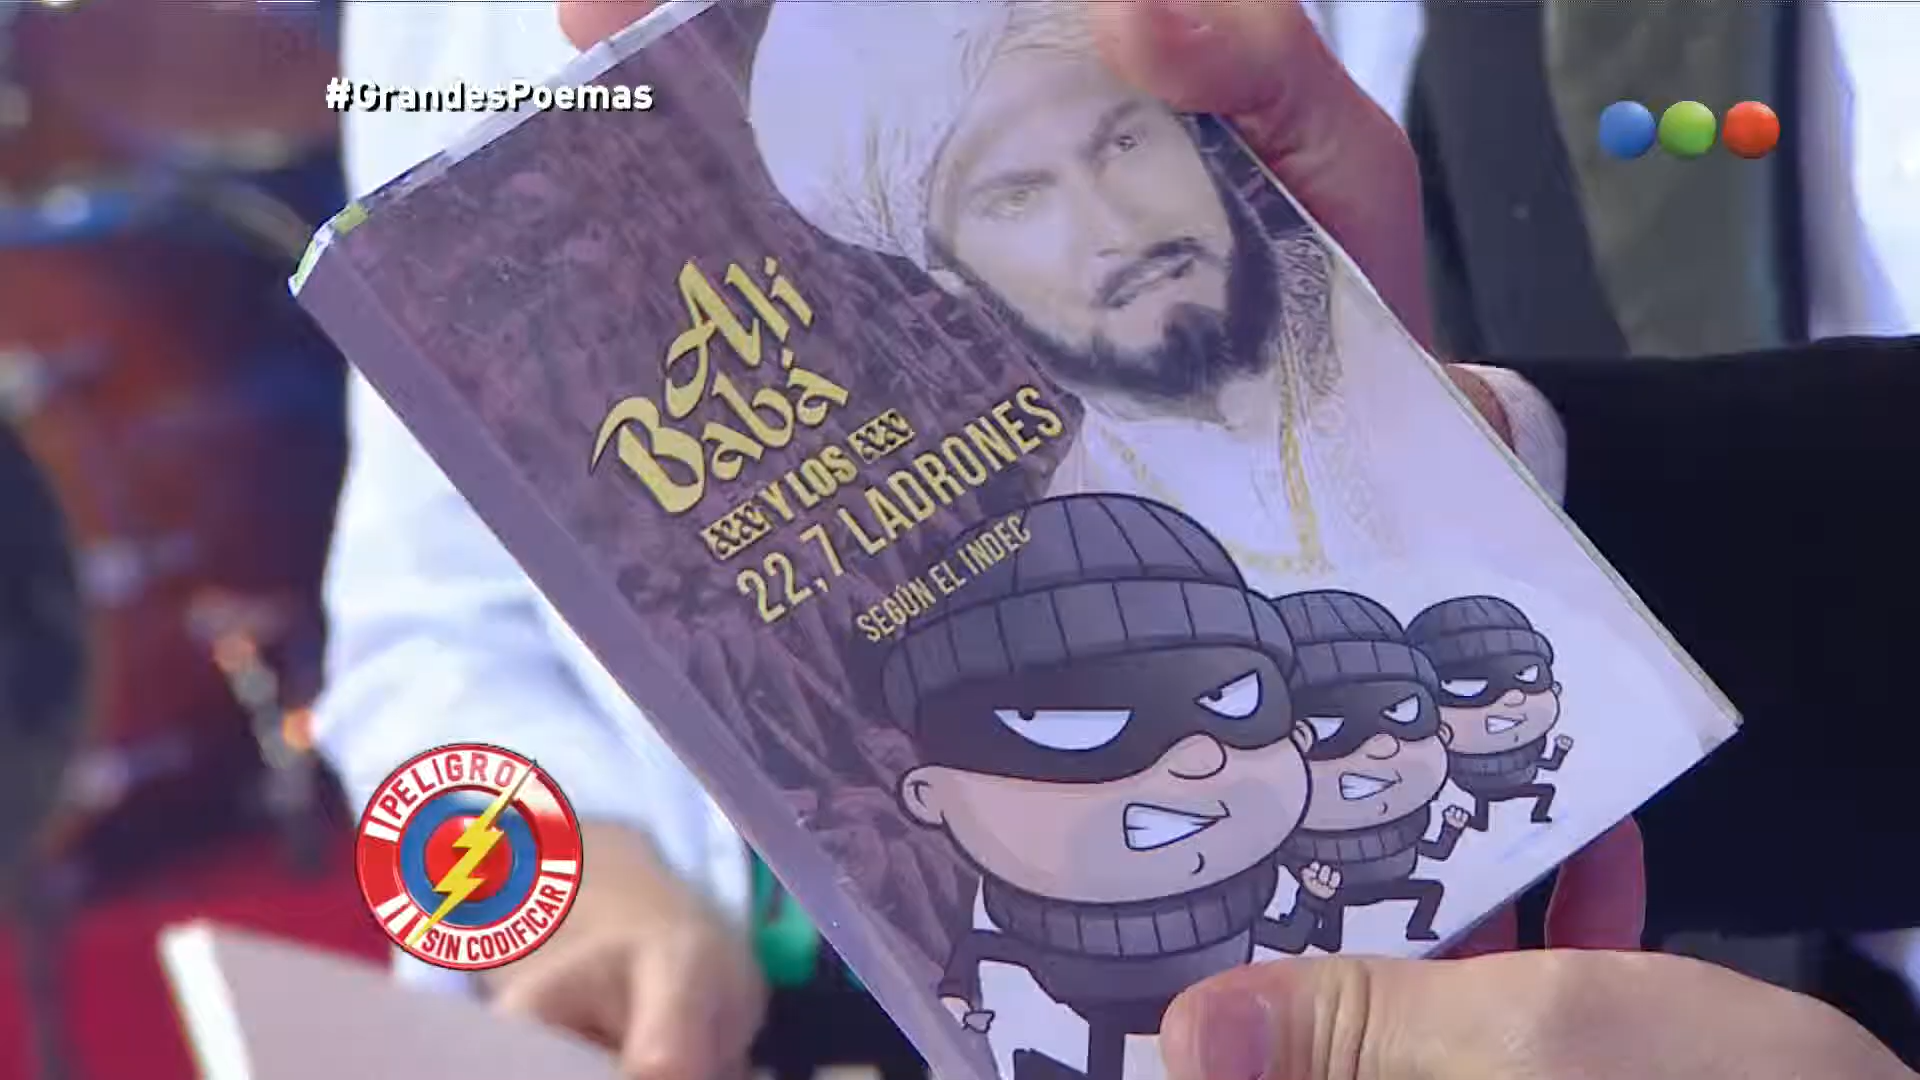 #GrandesPoemas
Ali
Babá
Y LOS
22,7 LADRONES
SEGÚN EL INDEC
PELIGRO
SIN CODIFICAR